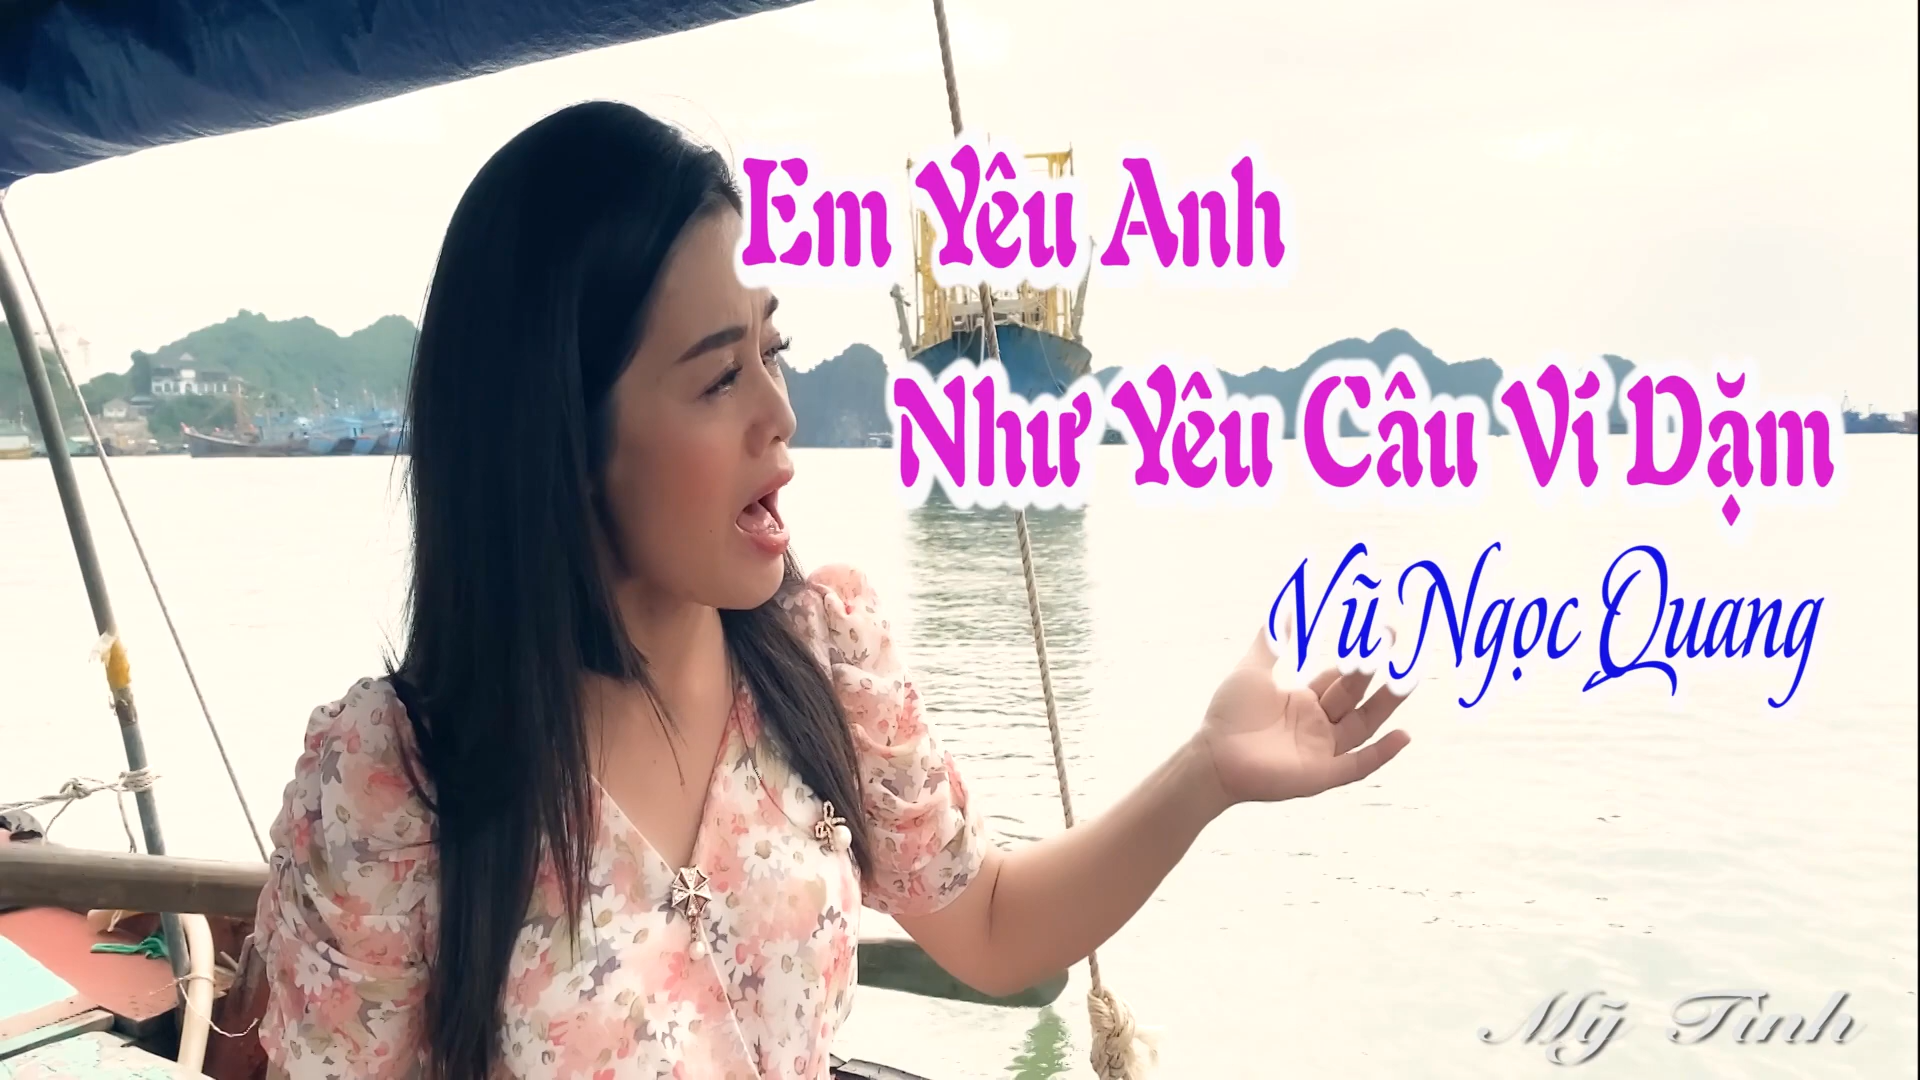 Em Yêu Anh
Như Yêu Câu Ví Dặm
Vũ Ngọc Quang
Mỹ Tình